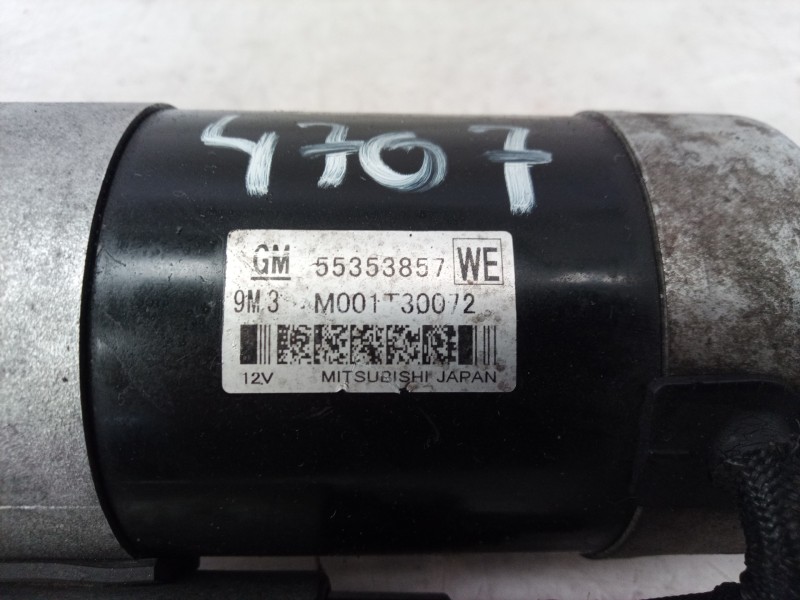 4707
GM 55353857 WE
9M3 M001T30072
12V MITSUBISHI JAPAN